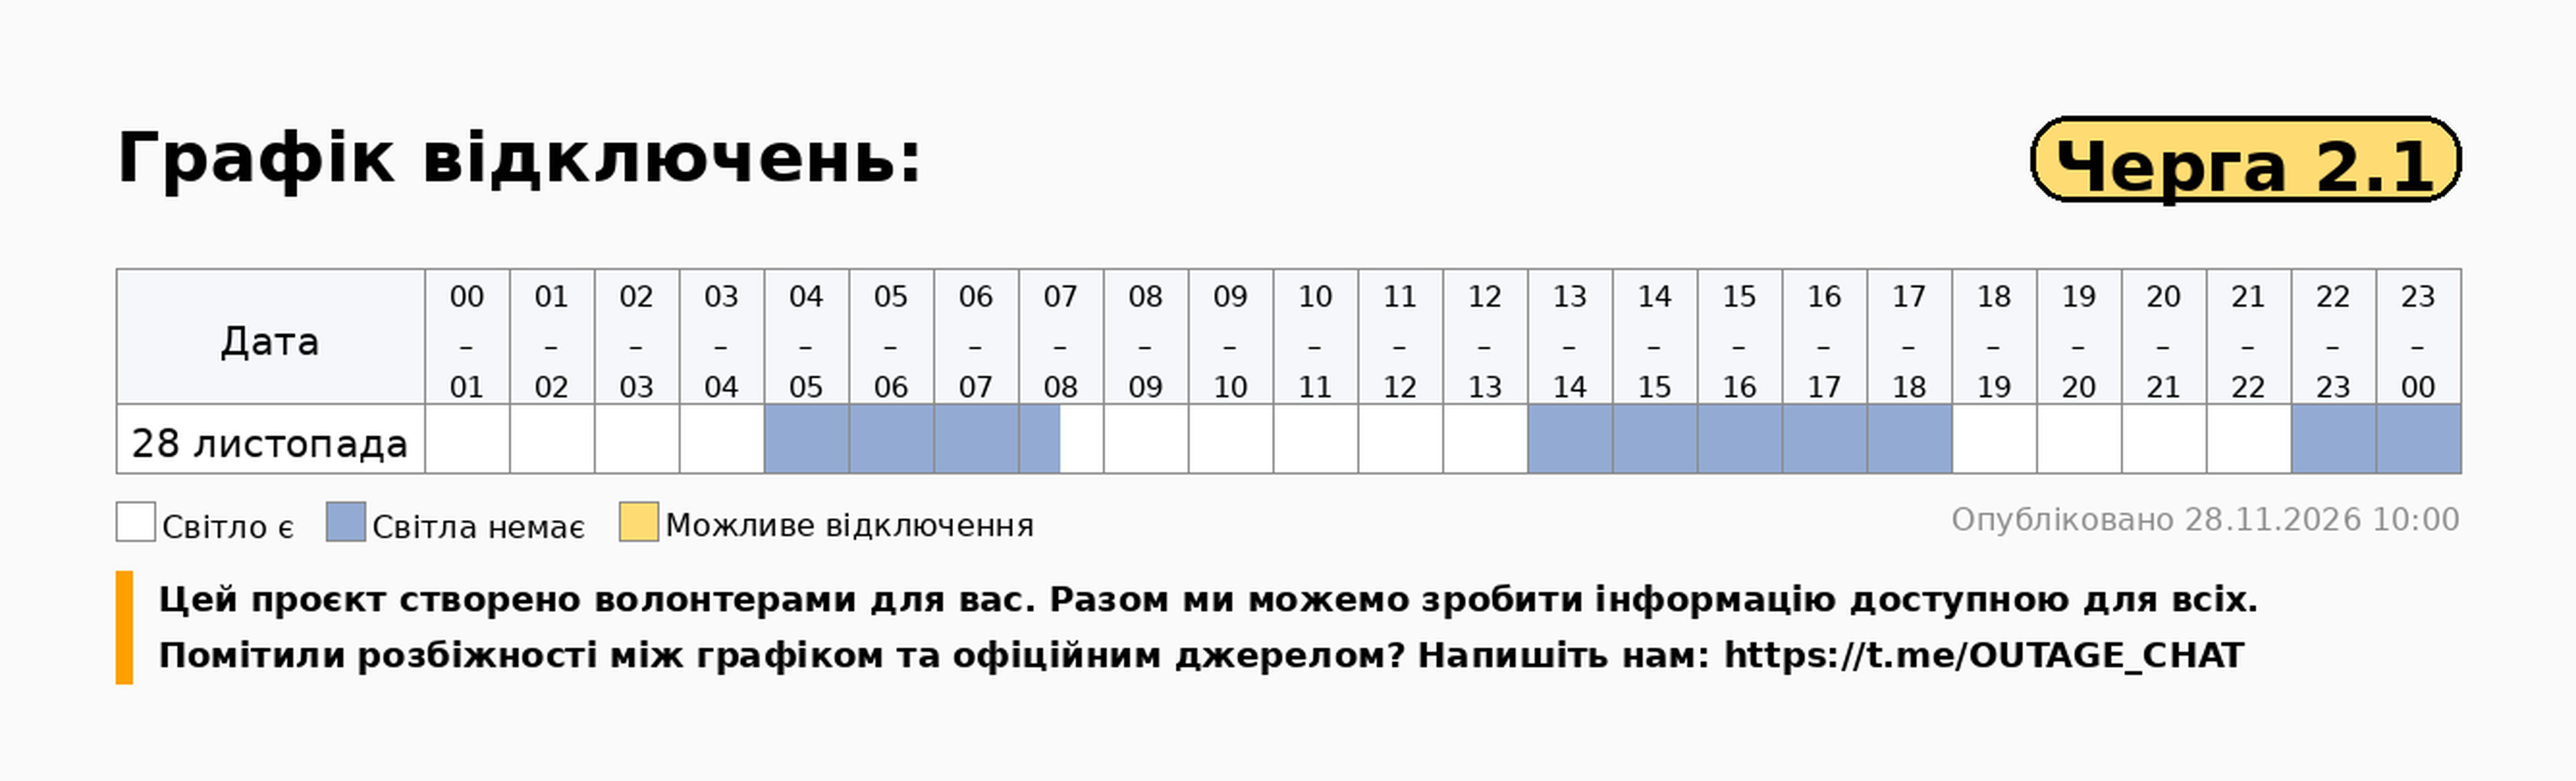 Графік відключень:
Черга 2.1
Дата 00 – 01 01 – 02 02 – 03 03 – 04 04 – 05 05 – 06 06 – 07 07 – 08 08 – 09 09 – 10 10 – 11 11 – 12 12 – 13 13 – 14 14 – 15 15 – 16 16 – 17 17 – 18 18 – 19 19 – 20 20 – 21 21 – 22 22 – 23 23 – 00
28 листопада
Світло є Світла немає Можливе відключення
Опубліковано 28.11.2026 10:00
Цей проєкт створено волонтерами для вас. Разом ми можемо зробити інформацію доступною для всіх.
Помітили розбіжності між графіком та офіційним джерелом? Напишіть нам: https://t.me/OUTAGE_CHAT